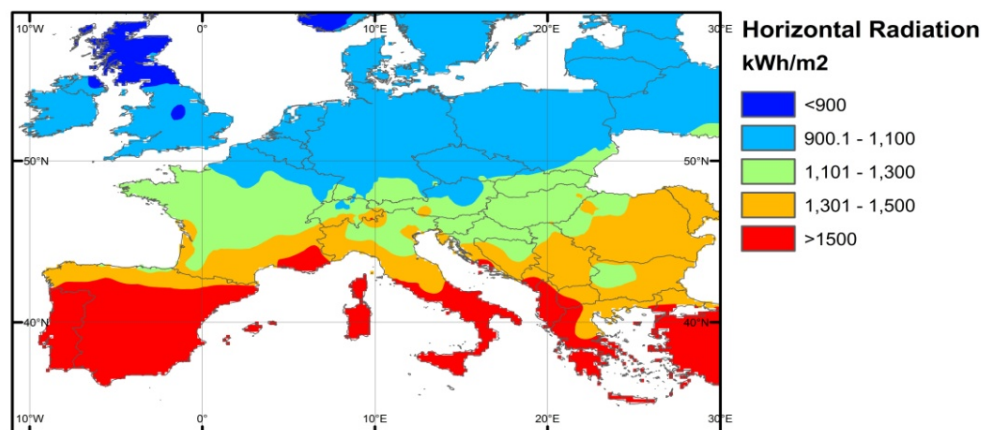 10°W 0° 10°E 20°E 30°E
Horizontal Radiation
kWh/m2
<900
900.1 - 1,100
1,101 - 1,300
1,301 - 1,500
>1500
50°N 50°N
40°N 40°N
10°W 0° 10°E 20°E 30°E